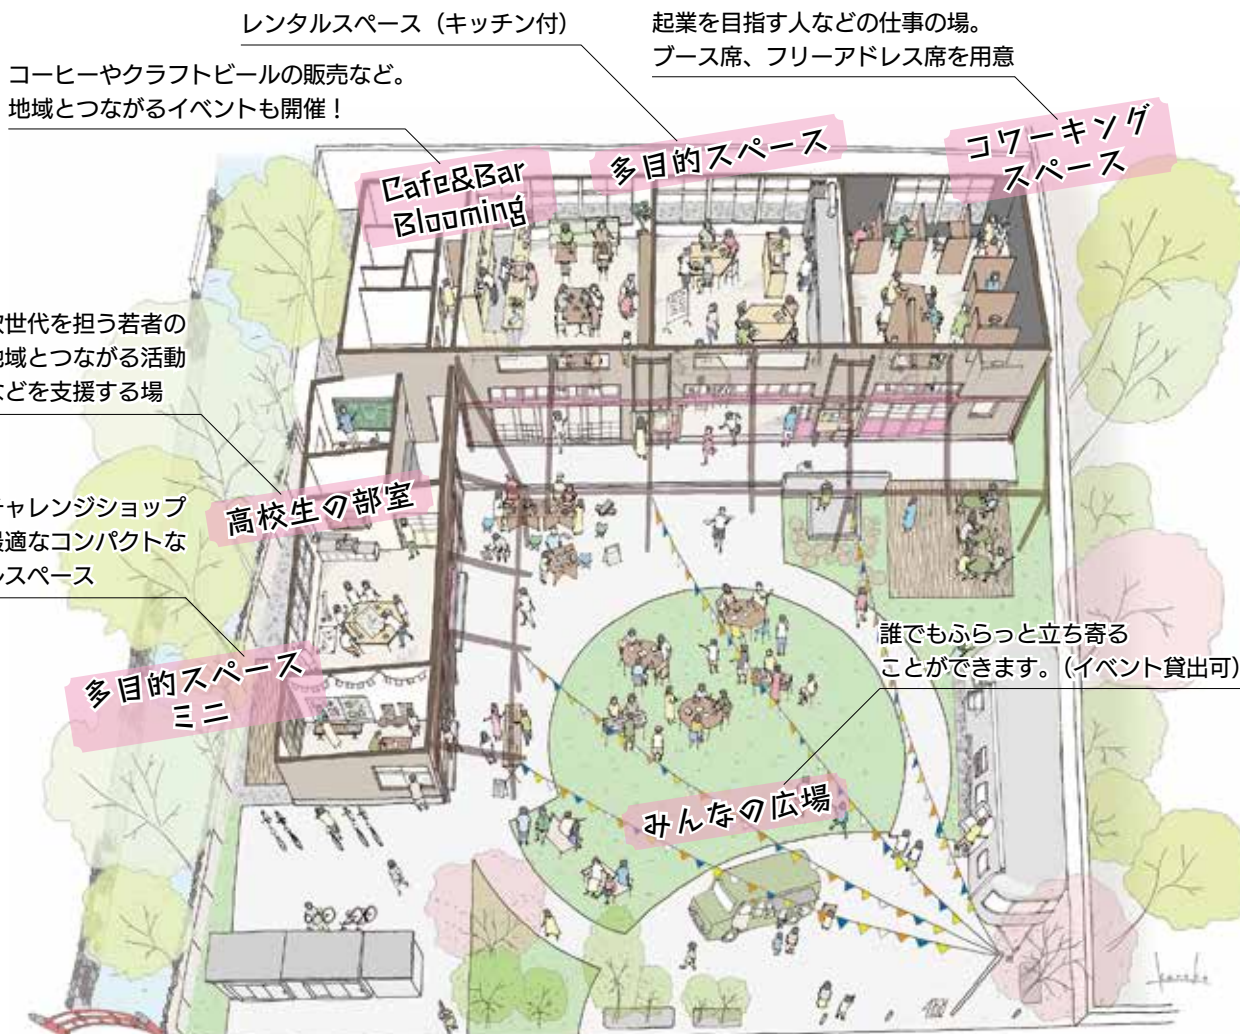 レンタルスペース（キッチン付）
起業を目指す人などの仕事の場。
ブース席、フリーアドレス席を用意
コーヒーやクラフトビールの販売など。
地域とつながるイベントも開催！
Cafe&Bar
Blooming
多目的スペース
コワーキング
スペース
次世代を担う若者の
地域とつながる活動
などを支援する場
高校生の部室
チャレンジショップ
最適なコンパクトな
スペース
多目的スペース
ミニ
誰でもふらっと立ち寄る
ことができます。（イベント貸出可）
みんなの広場